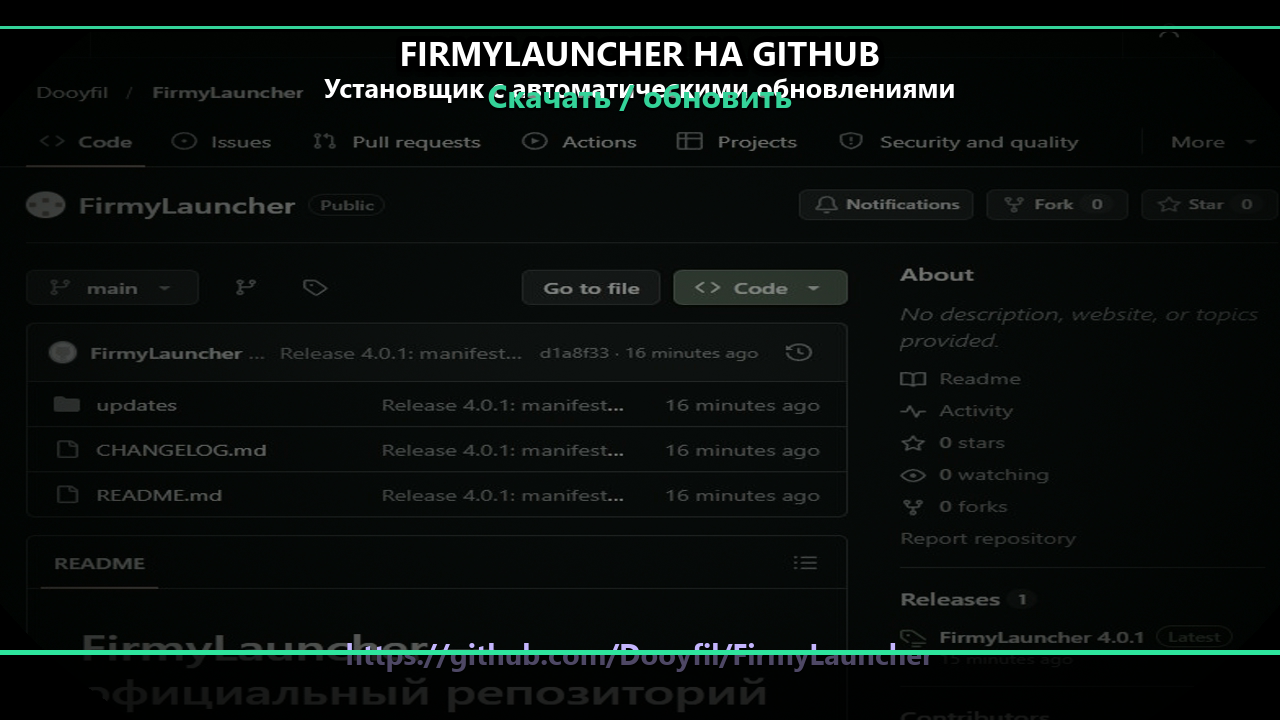 FIRMYLAUNCHER НА GITHUB
Установщик с автоматическими обновлениями
Скачать / обновить
Dooyfil / FirmyLauncher
Code Issues Pull requests Actions Projects Security and quality More
FirmyLauncher Public
Notifications Fork 0 Star 0
main Go to file Code
FirmyLauncher ... Release 4.0.1: manifest... d1a8f33 · 16 minutes ago
updates Release 4.0.1: manifest... 16 minutes ago
CHANGELOG.md Release 4.0.1: manifest... 16 minutes ago
README.md Release 4.0.1: manifest... 16 minutes ago
README
FirmyLauncher
официальный репозиторий
https://github.com/Dooyfil/FirmyLauncher
About
No description, website, or topics
provided.
Readme
Activity
0 stars
0 watching
0 forks
Report repository
Releases 1
FirmyLauncher 4.0.1 Latest
15 minutes ago
Contributors